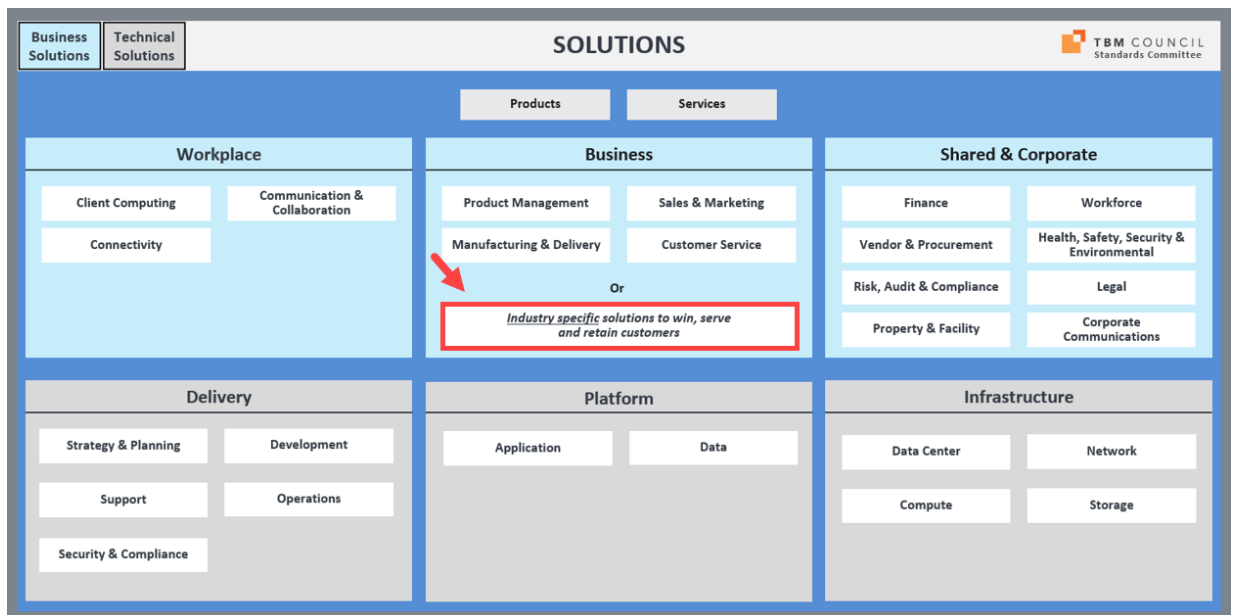 Business
Solutions
Technical
Solutions
SOLUTIONS
TBM COUNCIL
Standards Committee
Products
Services
Workplace
Client Computing
Communication &
Collaboration
Connectivity
Business
Product Management
Sales & Marketing
Manufacturing & Delivery
Customer Service
Or
Industry specific solutions to win, serve
and retain customers
Shared & Corporate
Finance
Workforce
Vendor & Procurement
Health, Safety, Security &
Environmental
Risk, Audit & Compliance
Legal
Property & Facility
Corporate
Communications
Delivery
Strategy & Planning
Development
Support
Operations
Security & Compliance
Platform
Application
Data
Infrastructure
Data Center
Network
Compute
Storage